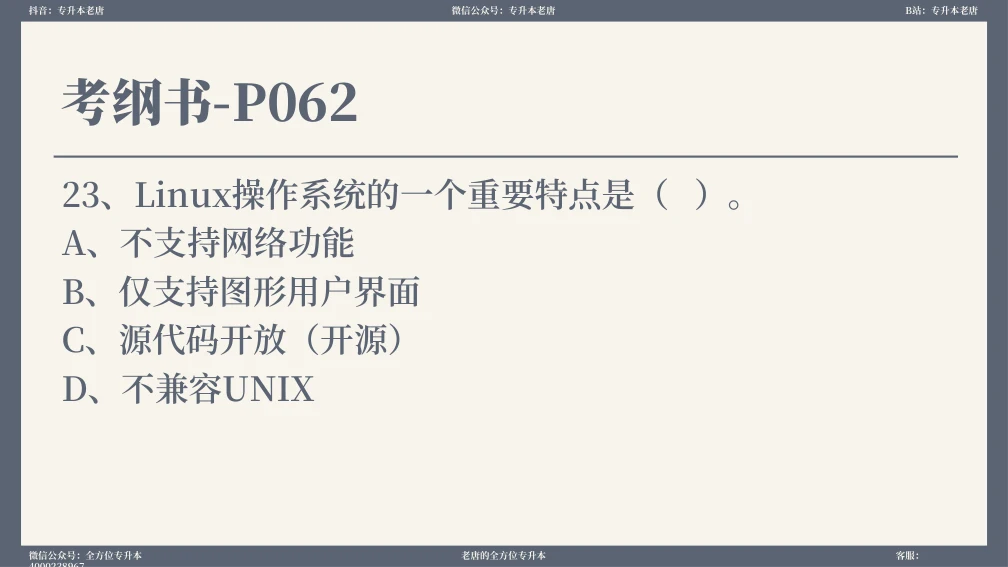 抖音：专升本老唐
微信公众号：专升本老唐
B站：专升本老唐
考纲书-P062
23、Linux操作系统的一个重要特点是（  ）。
A、不支持网络功能
B、仅支持图形用户界面
C、源代码开放（开源）
D、不兼容UNIX
微信公众号：全方位专升本
老唐的全方位专升本
客服：
4000238967